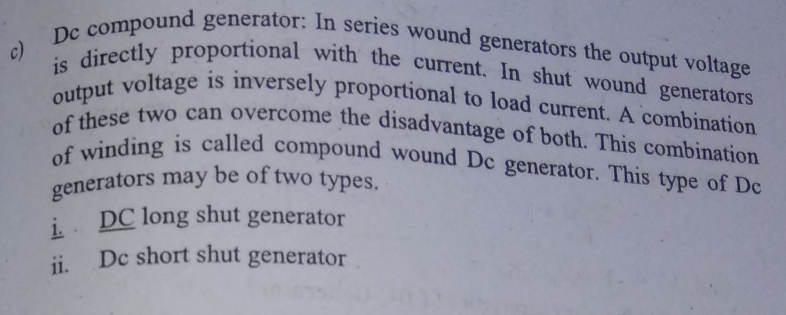 c) Dc compound generator: In series wound generators the output voltage
is directly proportional with the current. In shut wound generators
output voltage is inversely proportional to load current. A combination
of these two can overcome the disadvantage of both. This combination
of winding is called compound wound Dc generator. This type of Dc
generators may be of two types.
i. DC long shut generator
ii. Dc short shut generator